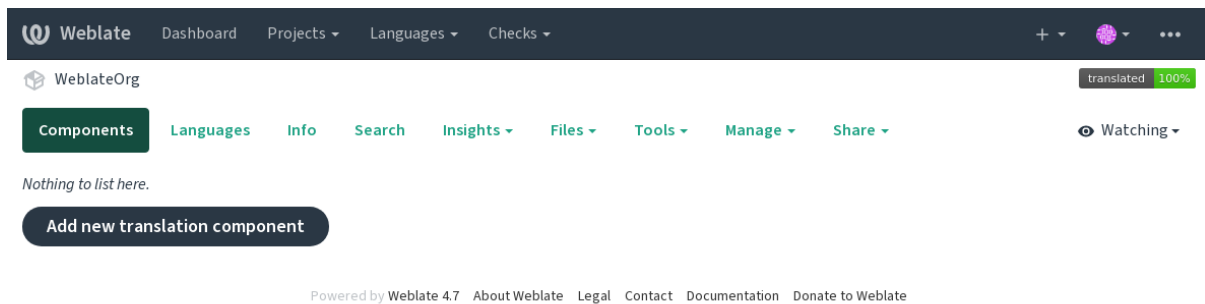 Weblate Dashboard Projects Languages Checks
WeblateOrg translated 100%
Components Languages Info Search Insights Files Tools Manage Share Watching
Nothing to list here.
Add new translation component
Powered by Weblate 4.7 About Weblate Legal Contact Documentation Donate to Weblate